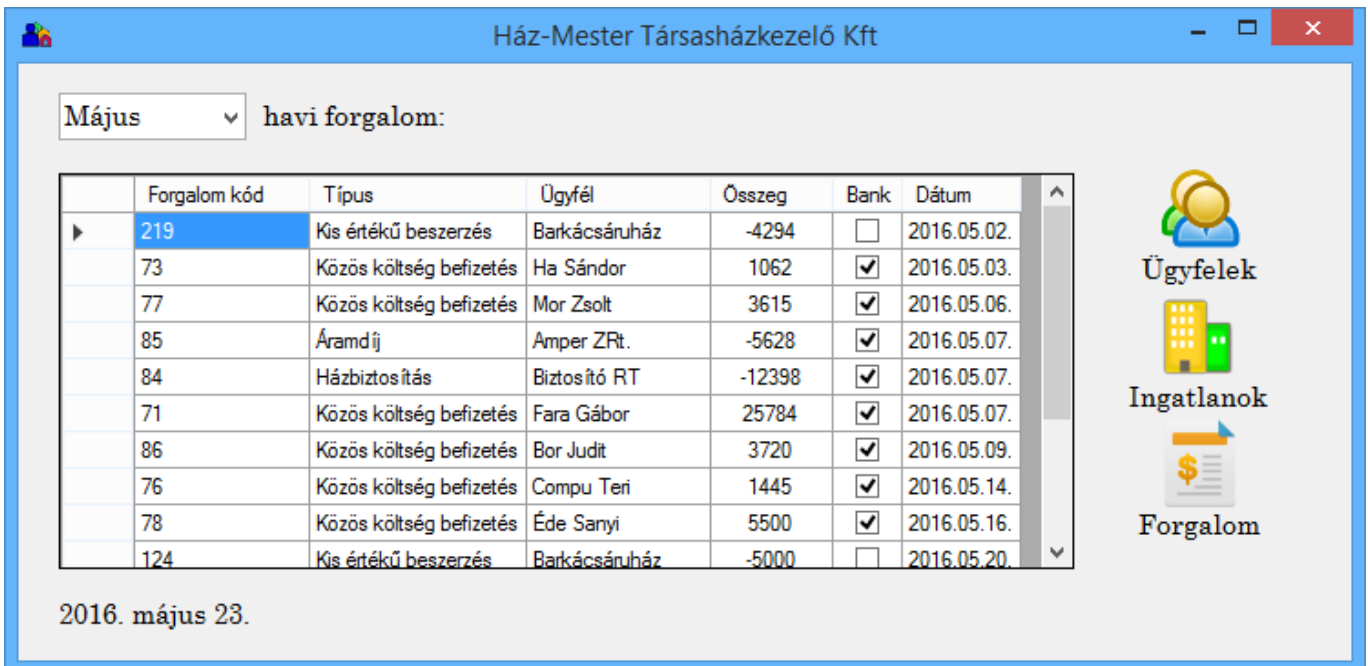 Ház-Mester Társasházkezelő Kft
Május havi forgalom:
Forgalom kód Típus Ügyfél Összeg Bank Dátum
219 Kis értékű beszerzés Barkácsáruház -4294 2016.05.02.
73 Közös költség befizetés Ha Sándor 1062 2016.05.03.
77 Közös költség befizetés Mor Zsolt 3615 2016.05.06.
85 Áramdíj Amper ZRt. -5628 2016.05.07.
84 Házbiztosítás Biztosító RT -12398 2016.05.07.
71 Közös költség befizetés Fara Gábor 25784 2016.05.07.
86 Közös költség befizetés Bor Judit 3720 2016.05.09.
76 Közös költség befizetés Compu Teri 1445 2016.05.14.
78 Közös költség befizetés Éde Sanyi 5500 2016.05.16.
124 Kis értékű beszerzés Barkácsáruház -5000 2016.05.20.
Ügyfelek
Ingatlanok
$
Forgalom
2016. május 23.